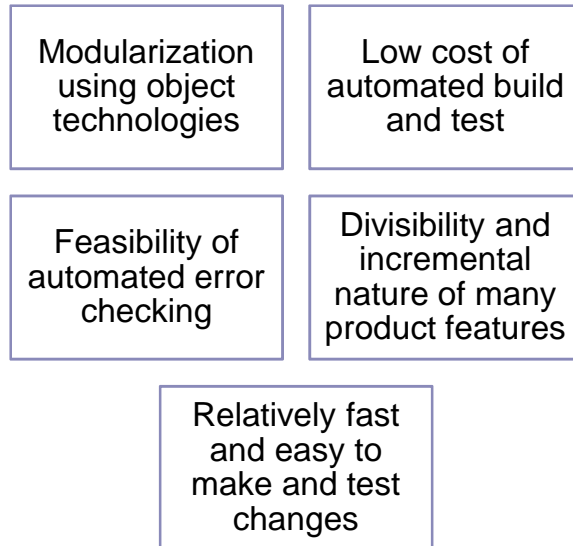 Modularization
using object
technologies
Low cost of
automated build
and test
Feasibility of
automated error
checking
Divisibility and
incremental
nature of many
product features
Relatively fast
and easy to
make and test
changes